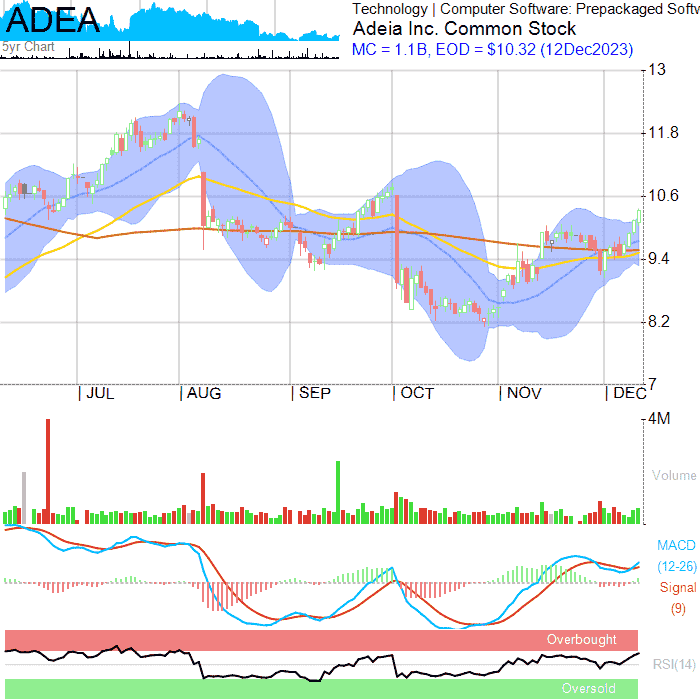 ADEA
5yr Chart
Technology | Computer Software: Prepackaged Softw
Adeia Inc. Common Stock
MC = 1.1B, EOD = $10.32 (12Dec2023)
13
11.8
10.6
9.4
8.2
7
| JUL | AUG | SEP | OCT | NOV | DEC
4M
Volume
MACD
(12-26)
Signal
(9)
Overbought
RSI(14)
Oversold